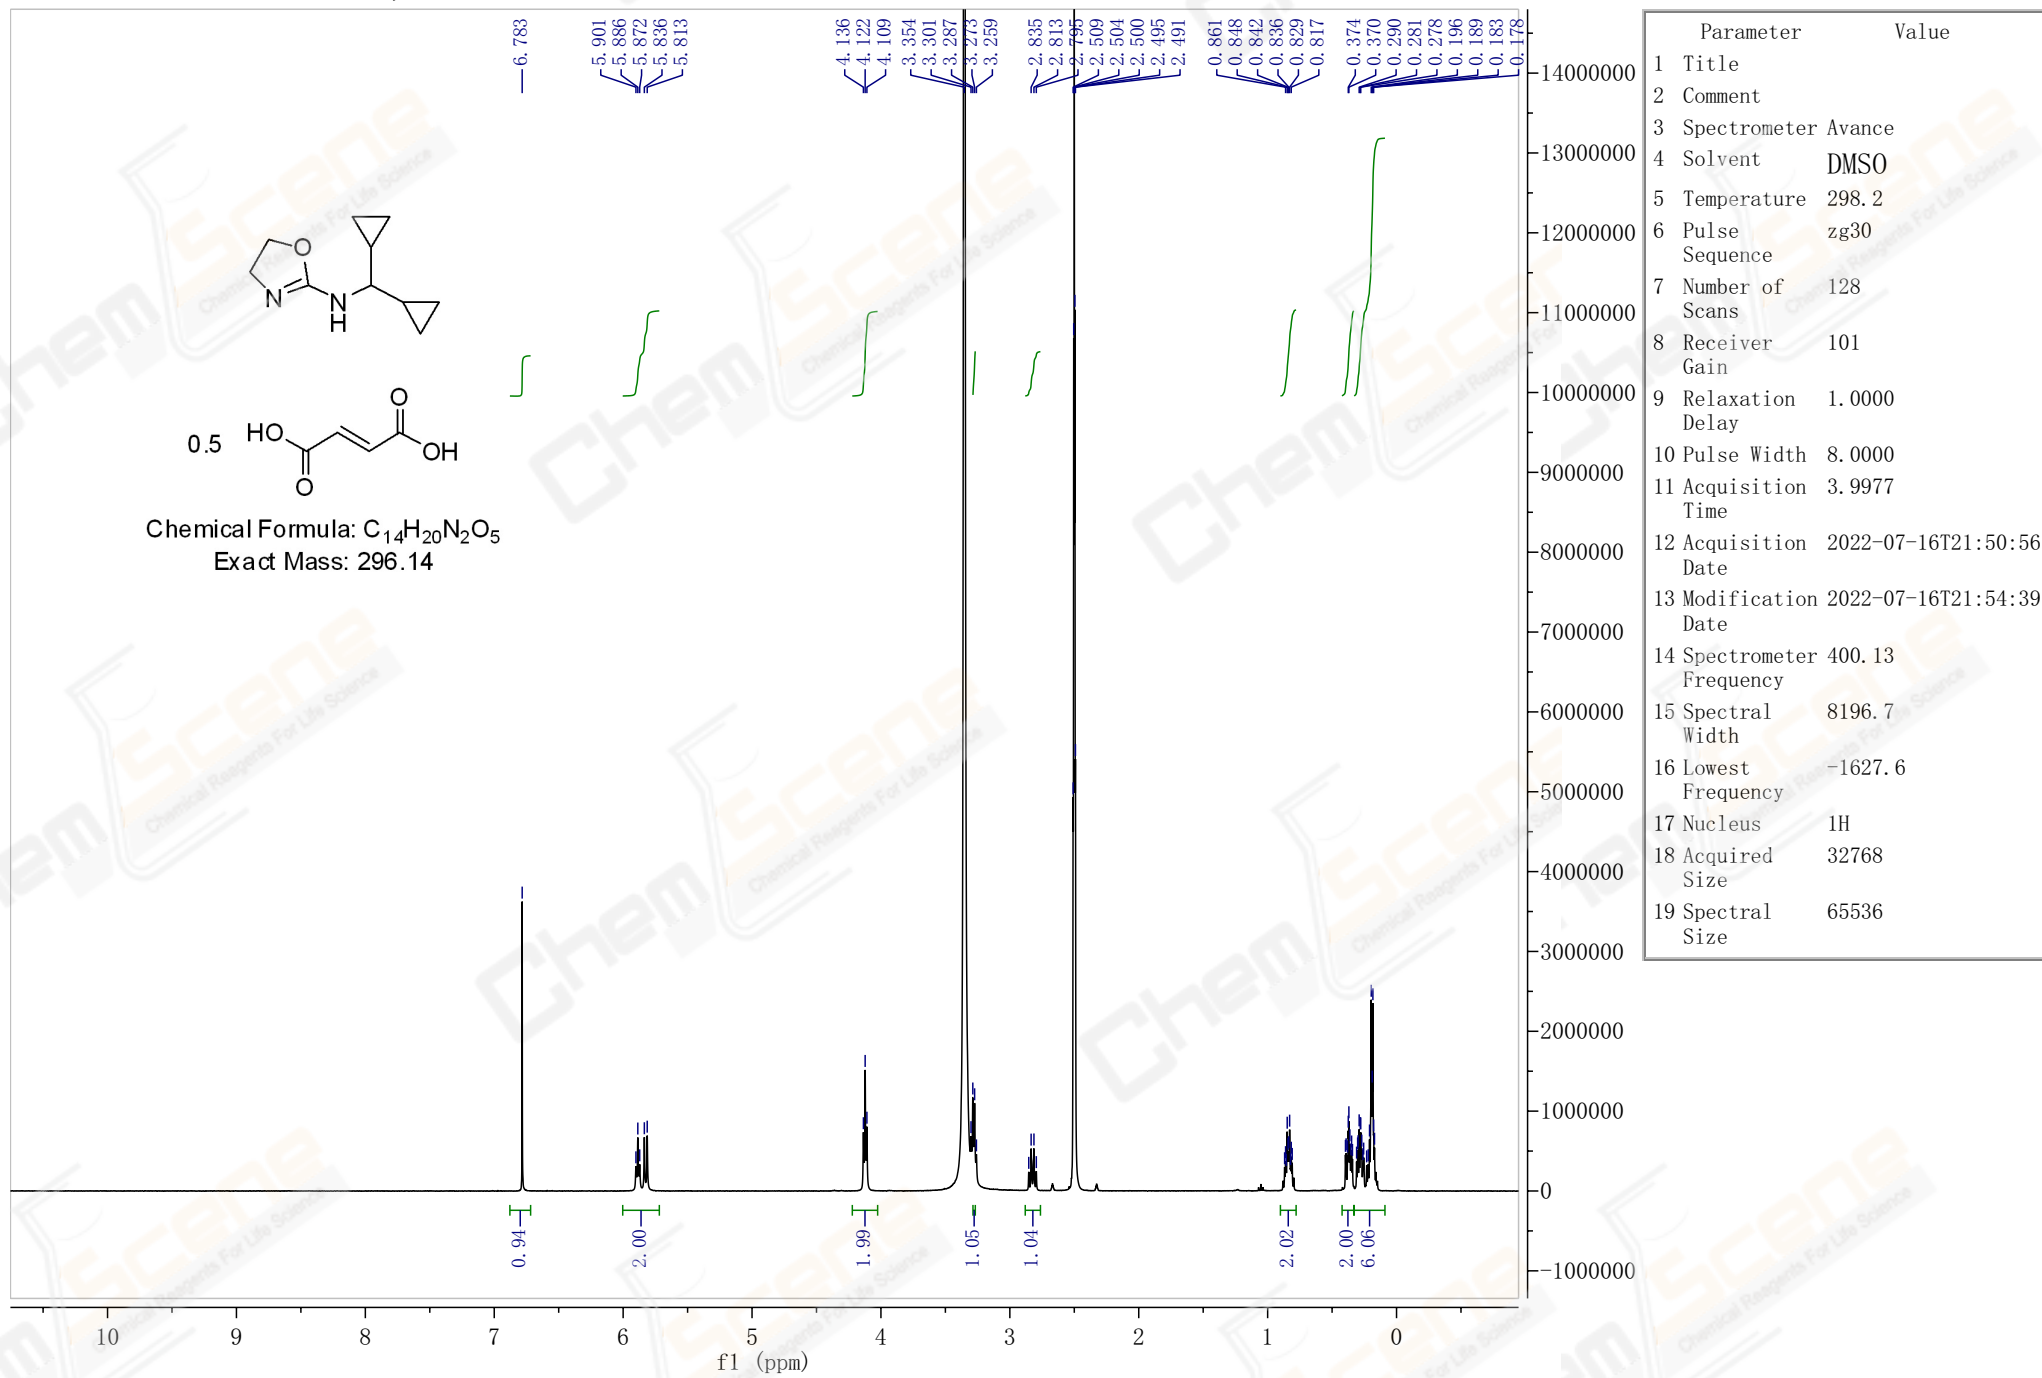 6.783
5.901
5.886
5.872
5.836
5.813
4.136
4.122
4.109
3.354
3.301
3.287
3.273
3.259
2.835
2.813
2.795
2.509
2.504
2.500
2.495
2.491
0.861
0.848
0.842
0.836
0.829
0.817
0.374
0.370
0.290
0.281
0.278
0.196
0.189
0.183
0.178
O
N
N
H
0.5
HO
O
O
OH
Chemical Formula: C14H20N2O5
Exact Mass: 296.14
14000000
13000000
12000000
11000000
10000000
9000000
8000000
7000000
6000000
5000000
4000000
3000000
2000000
1000000
0
-1000000
0.94
2.00
1.99
1.05
1.04
2.02
2.00
6.06
10 9 8 7 6 5 4 3 2 1 0
f1 (ppm)
Parameter Value
1 Title
2 Comment
3 Spectrometer Avance
4 Solvent DMSO
5 Temperature 298.2
6 Pulse Sequence zg30
7 Number of Scans 128
8 Receiver Gain 101
9 Relaxation Delay 1.0000
10 Pulse Width 8.0000
11 Acquisition Time 3.9977
12 Acquisition Date 2022-07-16T21:50:56
13 Modification Date 2022-07-16T21:54:39
14 Spectrometer Frequency 400.13
15 Spectral Width 8196.7
16 Lowest Frequency -1627.6
17 Nucleus 1H
18 Acquired Size 32768
19 Spectral Size 65536
ChemScene
Chemical Reagents For Life Science